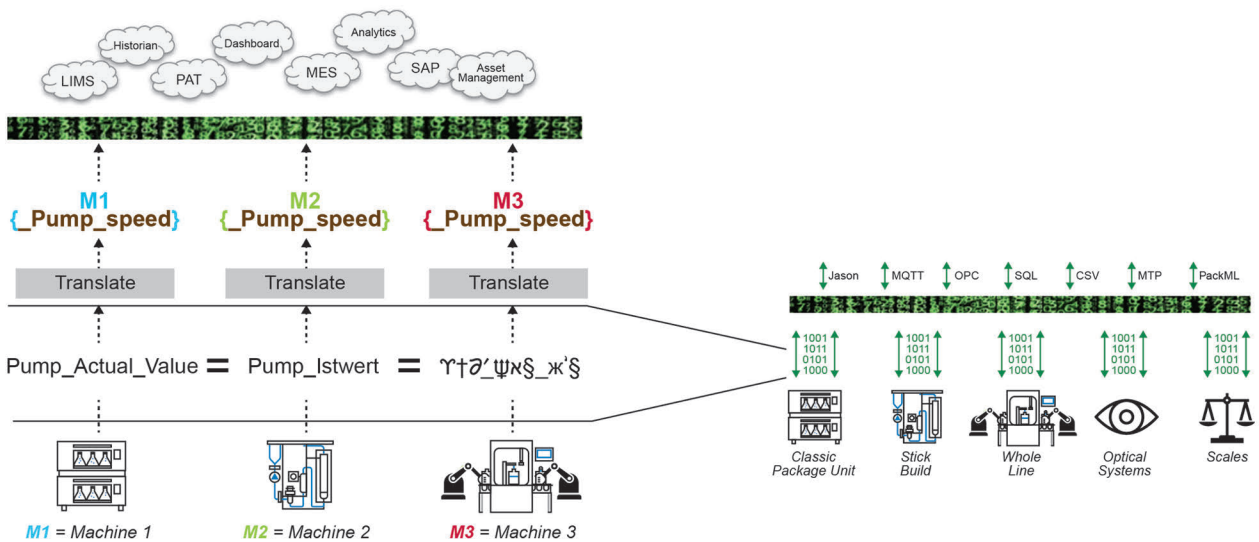 Historian
Dashboard
Analytics
LIMS
PAT
MES
SAP
Asset
Management
M1
{_Pump_speed}
M2
{_Pump_speed}
M3
{_Pump_speed}
Translate
Translate
Translate
Pump_Actual_Value = Pump_Istwert =
M1 = Machine 1
M2 = Machine 2
M3 = Machine 3
Jason
MQTT
OPC
SQL
CSV
MTP
PackML
1001
1011
0101
1000
1001
1011
0101
1000
1001
1011
0101
1000
1001
1011
0101
1000
1001
1011
0101
1000
Classic
Package Unit
Stick
Build
Whole
Line
Optical
Systems
Scales